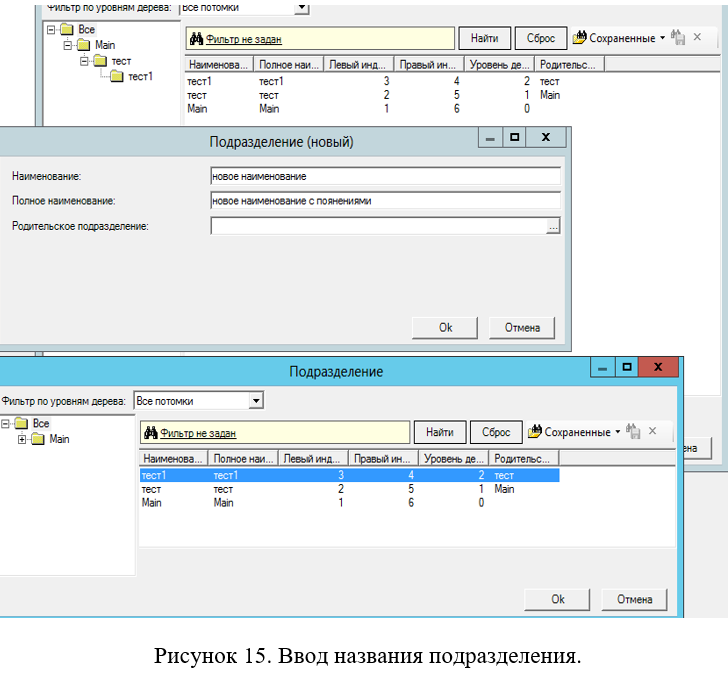 Фильтр по уровням дерева: Все потомки
Все
Main
тест
тест1
Фильтр не задан Найти Сброс Сохраненные
Наименова... Полное наи... Левый инд... Правый ин... Уровень де... Родительс...
тест1 тест1 3 4 2 тест
тест тест 2 5 1 Main
Main Main 1 6 0
Подразделение (новый)
Наименование: новое наименование
Полное наименование: новое наименование с поянениями
Родительское подразделение: ...
Ok Отмена
Подразделение
Фильтр по уровням дерева: Все потомки
Все
Main
Фильтр не задан Найти Сброс Сохраненные
Наименова... Полное наи... Левый инд... Правый ин... Уровень де... Родительс...
тест1 тест1 3 4 2 тест
тест тест 2 5 1 Main
Main Main 1 6 0
Ok Отмена
ена
Рисунок 15. Ввод названия подразделения.